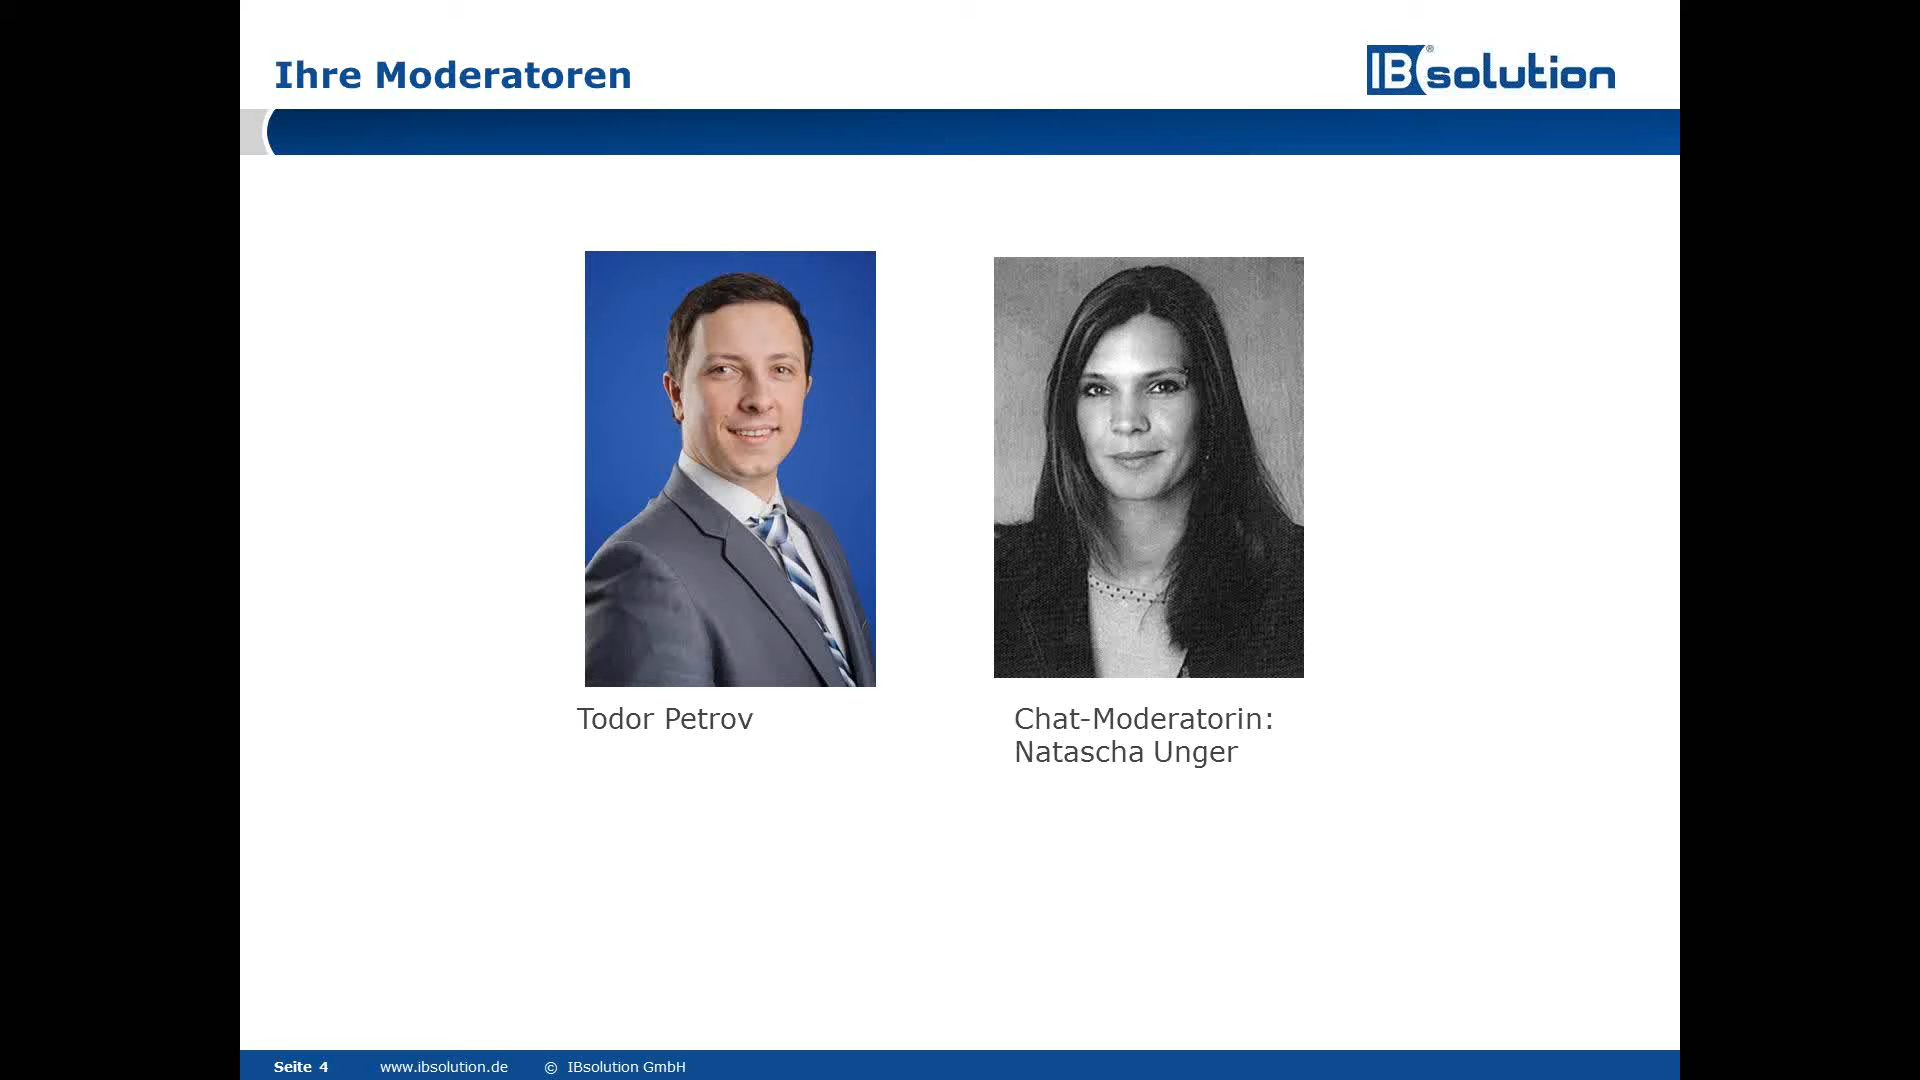 Ihre Moderatoren
IBsolution®
Todor Petrov
Chat-Moderatorin:
Natascha Unger
Seite 4 www.ibsolution.de © IBsolution GmbH